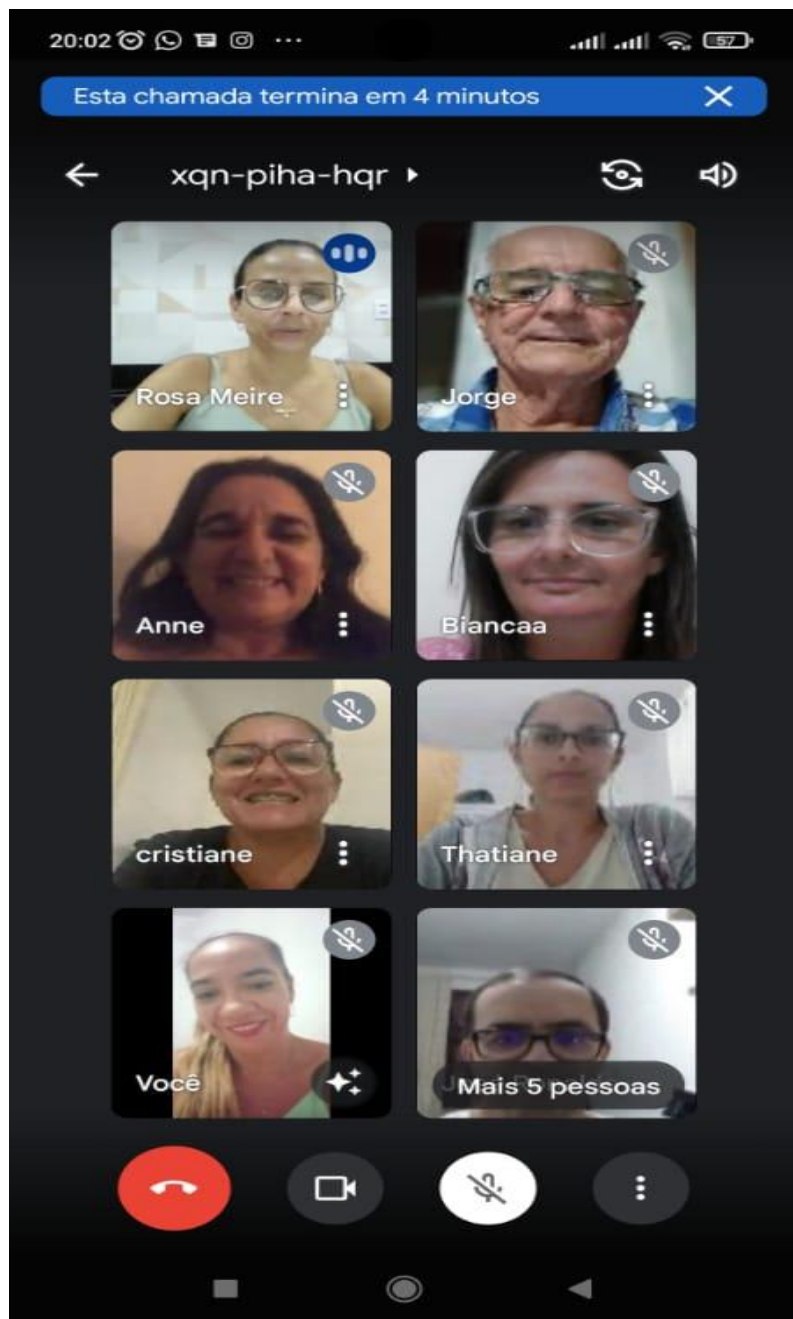 20:02
57
Esta chamada termina em 4 minutos
xqn-piha-hqr
Rosa Meire
Jorge
Anne
Biancaa
cristiane
Thatiane
Você
Mais 5 pessoas